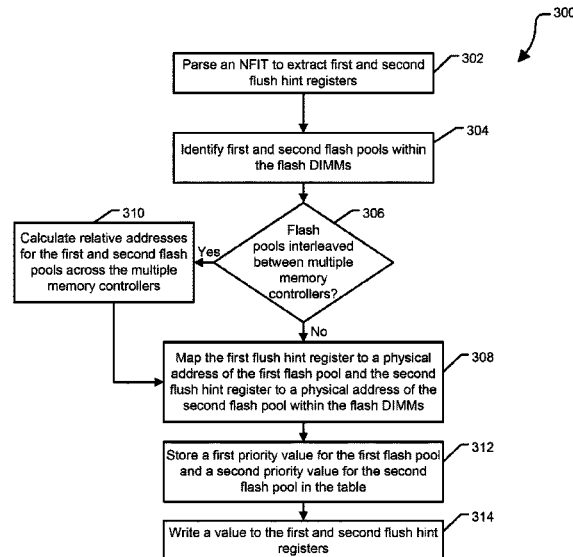 300
Parse an NFIT to extract first and second
flush hint registers
302
304
Identify first and second flash pools within
the flash DIMMs
310
306
Calculate relative addresses
for the first and second flash
pools across the multiple
memory controllers
Yes
Flash
pools interleaved
between multiple
memory
controllers?
No
Map the first flush hint register to a physical
address of the first flash pool and the second
flush hint register to a physical address of the
second flash pool within the flash DIMMs
308
312
Store a first priority value for the first flash pool
and a second priority value for the second
flash pool in the table
314
Write a value to the first and second flush hint
registers